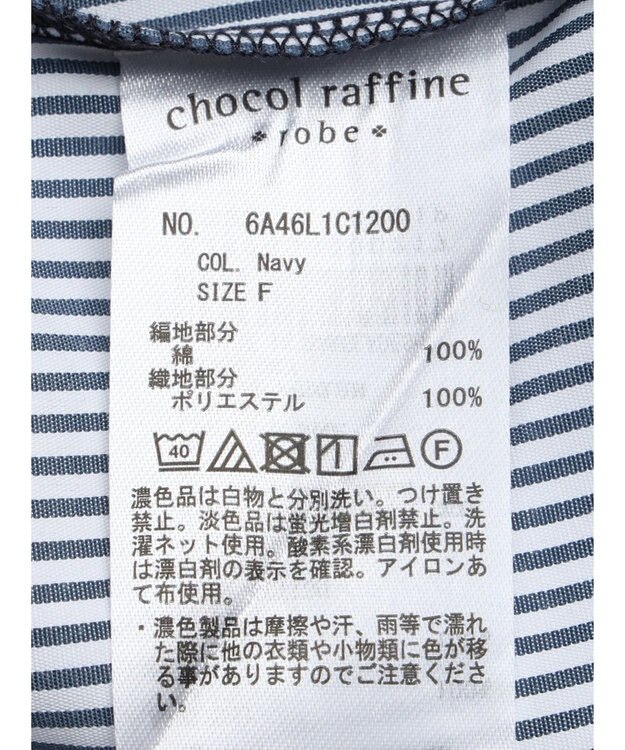 chocol raffine
robe
NO. 6A46L1C1200
COL. Navy
SIZE F
編地部分
綿 100%
織地部分
ポリエステル 100%
40 F
濃色品は白物と分別洗い。つけ置き
禁止。淡色品は蛍光増白剤禁止。洗
濯ネット使用。酸素系漂白剤使用時
は漂白剤の表示を確認。アイロンあ
て布使用。
・濃色製品は摩擦や汗、雨等で濡れ
た際に他の衣類や小物類に色が移
る事がありますのでご注意くださ
い。